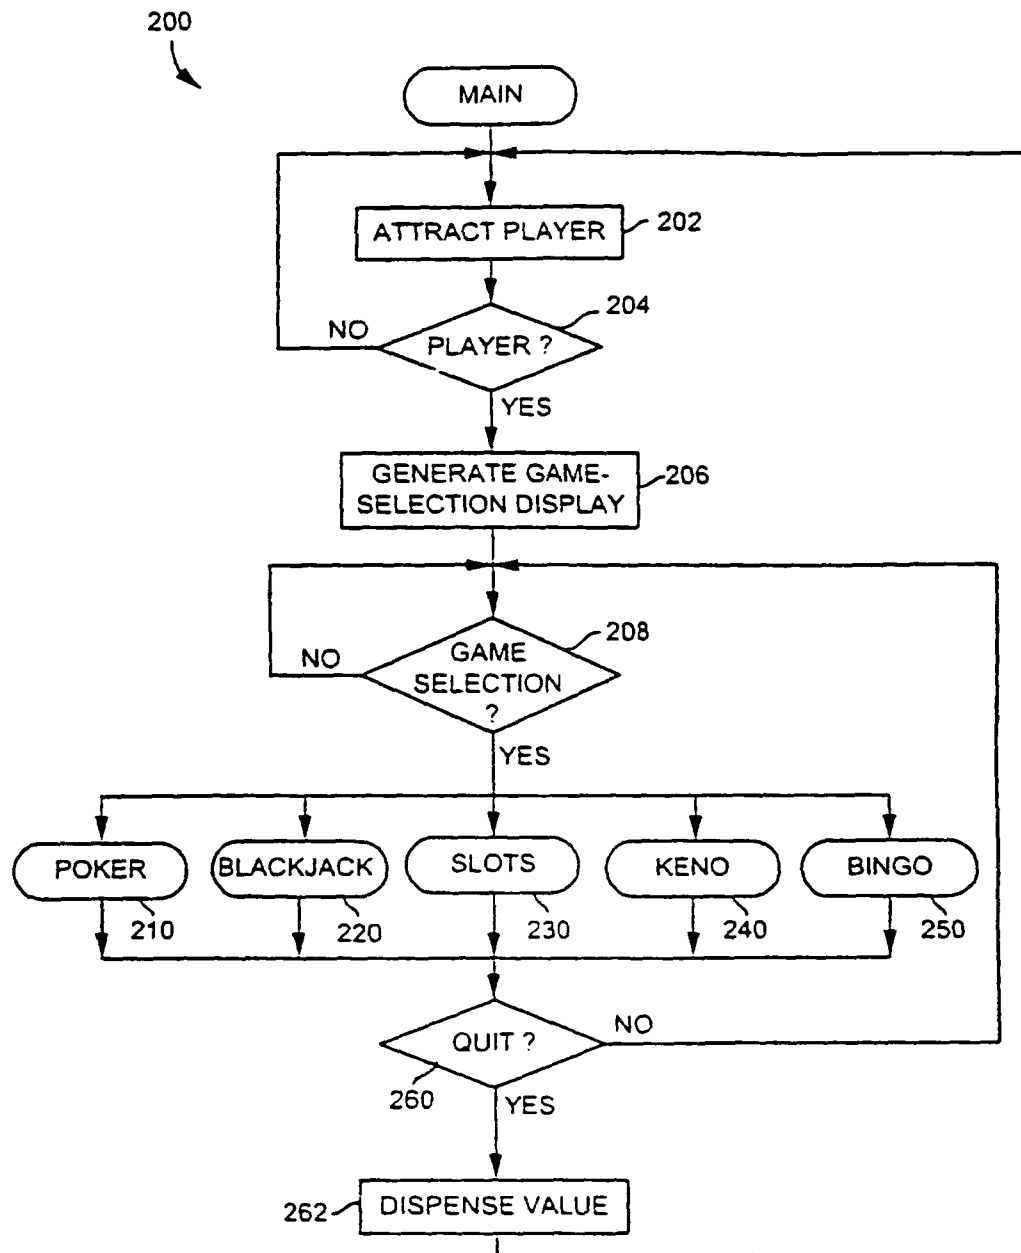 200
MAIN
ATTRACT PLAYER
202
204
NO
PLAYER ?
YES
GENERATE GAME-
SELECTION DISPLAY
206
208
NO
GAME
SELECTION
?
YES
POKER
BLACKJACK
SLOTS
KENO
BINGO
210
220
230
240
250
QUIT ?
NO
260
YES
262
DISPENSE VALUE